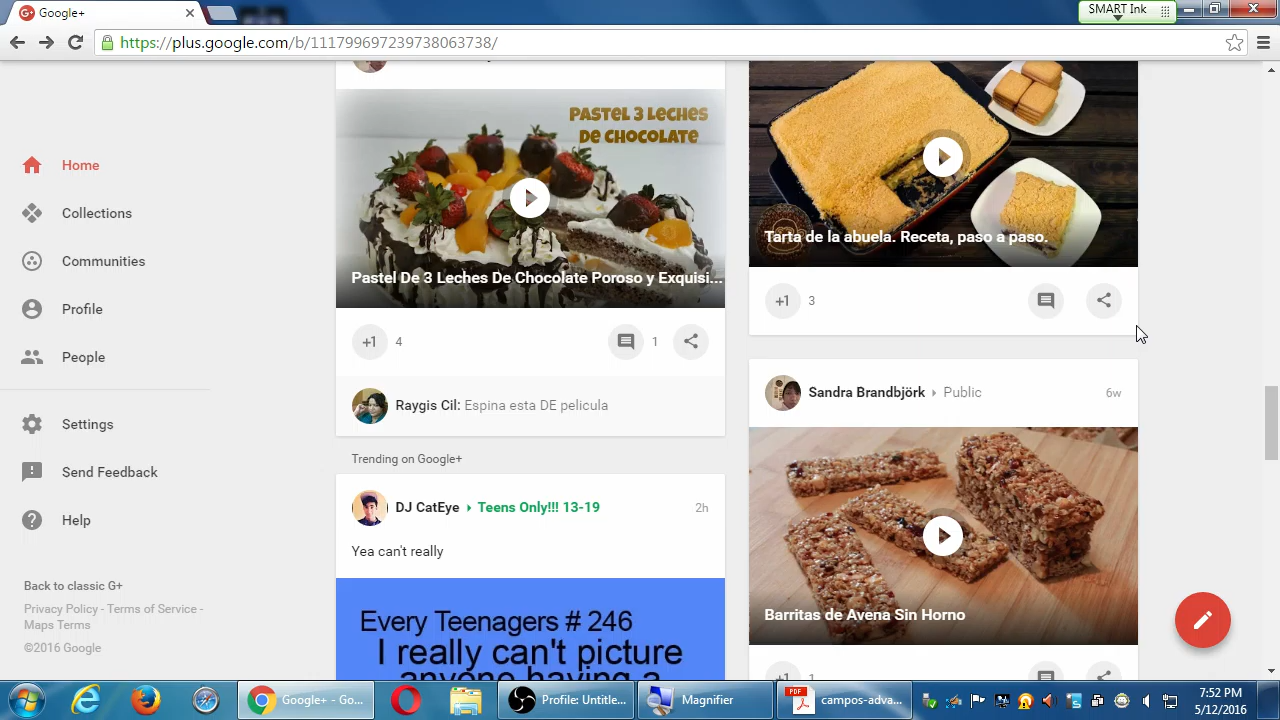 Google+
SMART Ink
https://plus.google.com/b/111799697239738063738/
Home
Collections
Communities
Profile
People
Settings
Send Feedback
Help
Back to classic G+
Privacy Policy - Terms of Service -
Maps Terms
©2016 Google
PASTEL 3 LECHES
DE CHOCOLATE
Pastel De 3 Leches De Chocolate Poroso y Exquisi...
+1 4
1
Raygis Cil: Espina esta DE pelicula
Trending on Google+
DJ CatEye Teens Only!!! 13-19 2h
Yea can't really
Every Teenagers # 246
I really can't picture
anyone having a
Tarta de la abuela. Receta, paso a paso.
+1 3
Sandra Brandbjörk Public 6w
Barritas de Avena Sin Horno
+1 1
Google+ - Go...
Profile: Untitle...
Magnifier
PDF
campos-adva...
7:52 PM
5/12/2016